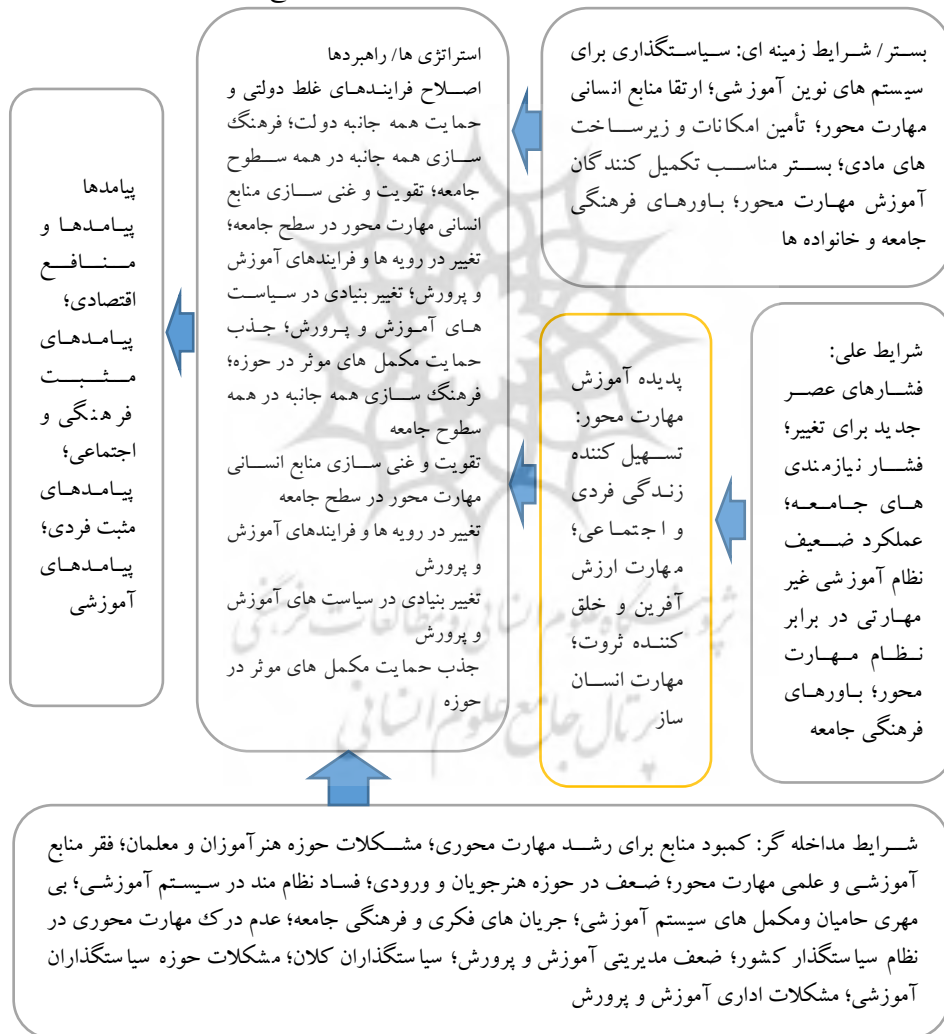 بستر/ شرایط زمینه ای: سیاستگذاری برای
سیستم های نوین آموزشی؛ ارتقا منابع انسانی
مهارت محور؛ تأمین امکانات و زیرساخت
های مادی؛ بستر مناسب تکمیل کنندگان
آموزش مهارت محور؛ باورهای فرهنگی
جامعه و خانواده ها
شرایط علی:
فشارهای عصر
جدید برای تغییر؛
فشار نیازمندی
های جامعه؛
عملکرد ضعیف
نظام آموزشی غیر
مهارتی در برابر
نظام مهارت
محور؛ باورهای
فرهنگی جامعه
پدیده آموزش
مهارت محور:
تسهیل کننده
زندگی فردی
و اجتماعی؛
مهارت ارزش
آفرین و خلق
کننده ثروت؛
مهارت انسان
ساز
استراتژی ها/ راهبردها
اصلاح فرایندهای غلط دولتی و
حمایت همه جانبه دولت؛ فرهنگ
سازی همه جانبه در همه سطوح
جامعه؛ تقویت و غنی سازی منابع
انسانی مهارت محور در سطح جامعه؛
تغییر در رویه ها و فرایندهای آموزش
و پرورش؛ تغییر بنیادی در سیاست
های آموزش و پرورش؛ جذب
حمایت مکمل های موثر در حوزه؛
فرهنگ سازی همه جانبه در همه
سطوح جامعه
تقویت و غنی سازی منابع انسانی
مهارت محور در سطح جامعه
تغییر در رویه ها و فرایندهای آموزش
و پرورش
تغییر بنیادی در سیاست های آموزش
و پرورش
جذب حمایت مکمل های موثر در
حوزه
پیامدها
پیامدها و
منافع
اقتصادی؛
پیامدهای
مثبت
فرهنگی و
اجتماعی؛
پیامدهای
مثبت فردی؛
پیامدهای
آموزشی
شرایط مداخله گر: کمبود منابع برای رشد مهارت محوری؛ مشکلات حوزه هنرآموزان و معلمان؛ فقر منابع
آموزشی و علمی مهارت محور؛ ضعف در حوزه هنرجویان و ورودی؛ فساد نظام مند در سیستم آموزشی؛ بی
مهری حامیان ومکمل های سیستم آموزشی؛ جریان های فکری و فرهنگی جامعه؛ عدم درک مهارت محوری در
نظام سیاستگذار کشور؛ ضعف مدیریتی آموزش و پرورش؛ سیاستگذاران کلان؛ مشکلات حوزه سیاستگذاران
آموزشی؛ مشکلات اداری آموزش و پرورش
پژوهشگاه علوم انسانی و مطالعات فرهنگی
پرتال جامع علوم انسانی